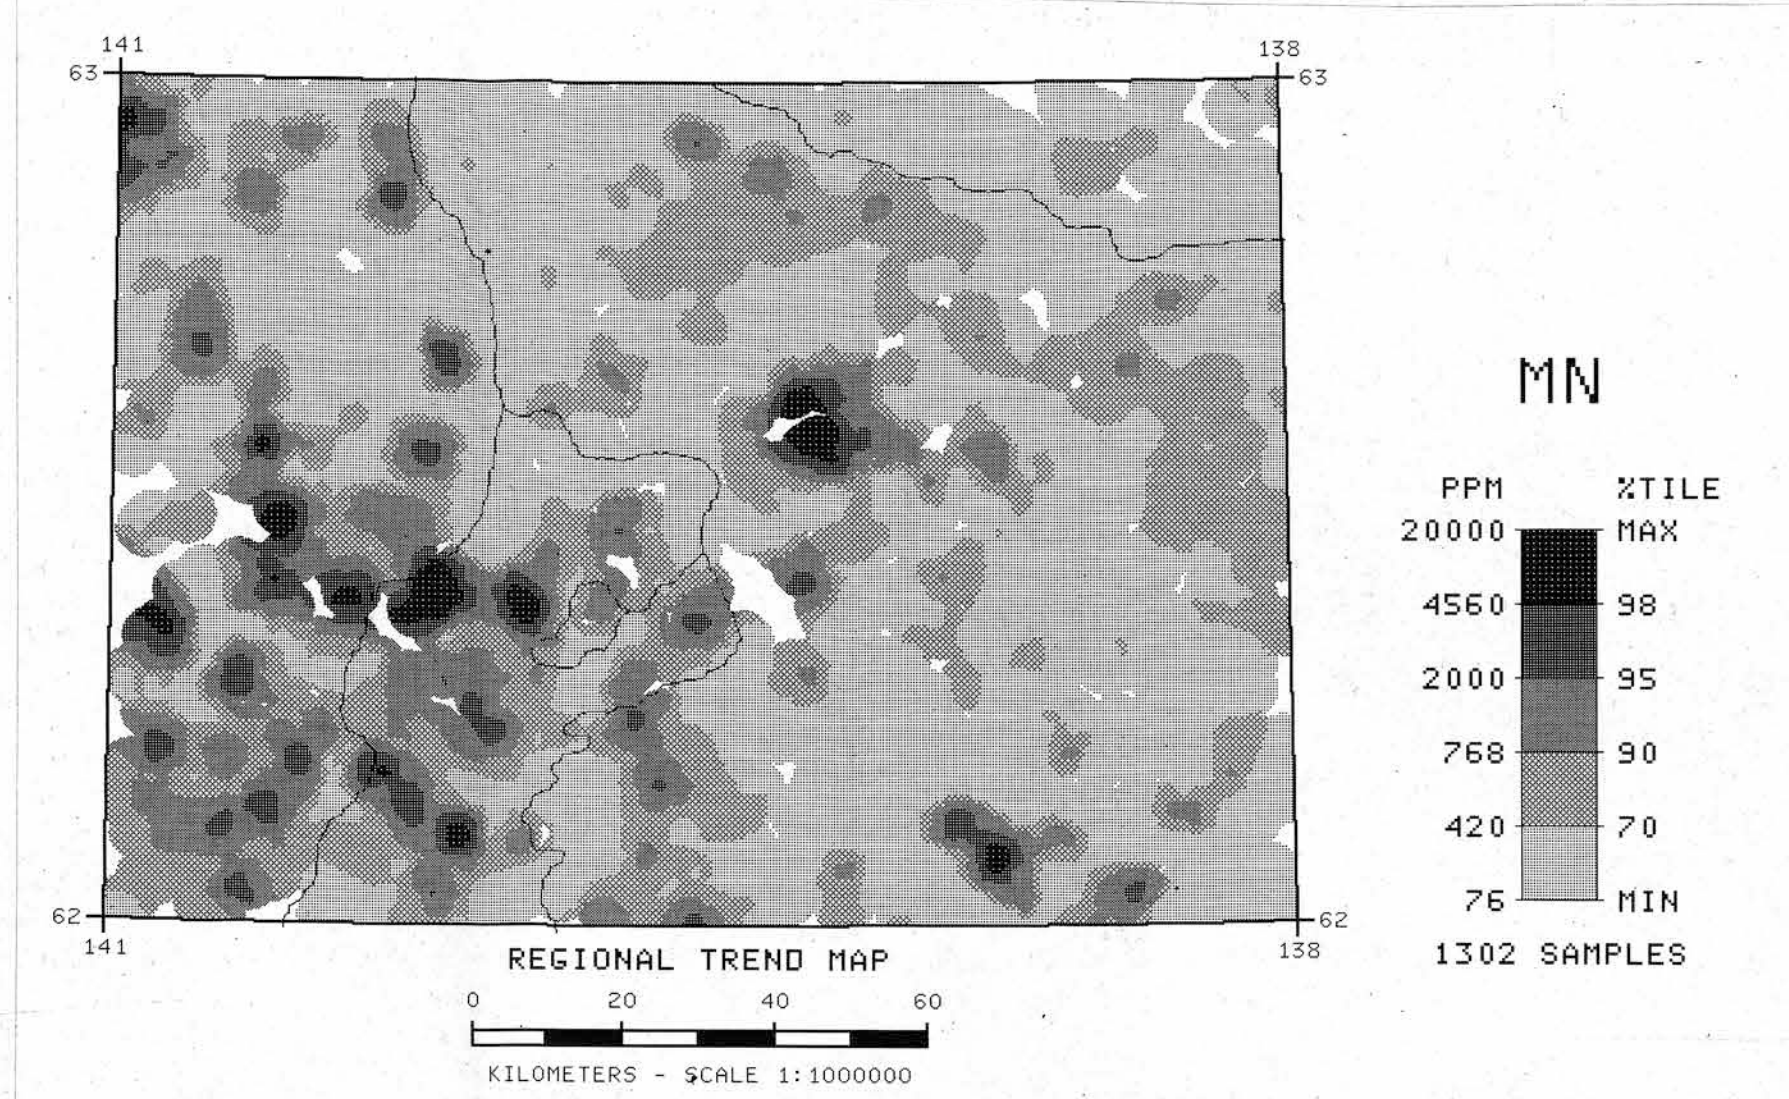 141
138
63
63
MN
PPM %TILE
20000 MAX
4560 98
2000 95
768 90
420 70
76 MIN
1302 SAMPLES
62
62
141
138
REGIONAL TREND MAP
0 20 40 60
KILOMETERS - SCALE 1:1000000